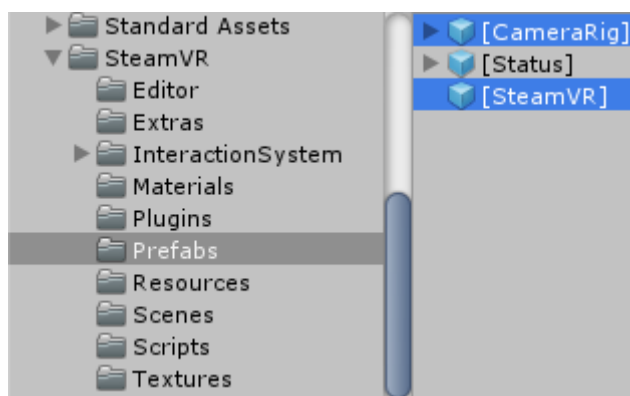 Standard Assets
SteamVR
Editor
Extras
InteractionSystem
Materials
Plugins
Prefabs
Resources
Scenes
Scripts
Textures
[CameraRig]
[Status]
[SteamVR]